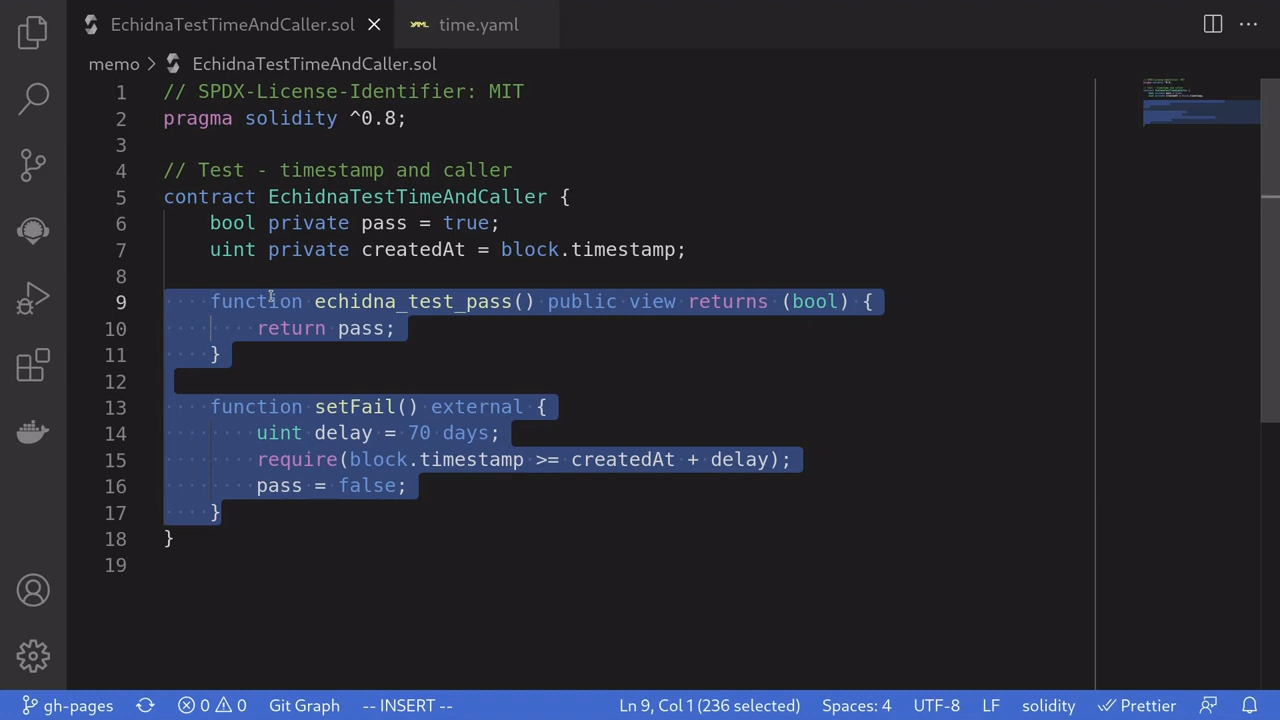 EchidnaTestTimeAndCaller.sol
YAML time.yaml
memo EchidnaTestTimeAndCaller.sol
1 // SPDX-License-Identifier: MIT
2 pragma solidity ^0.8;
3
4 // Test - timestamp and caller
5 contract EchidnaTestTimeAndCaller {
6 bool private pass = true;
7 uint private createdAt = block.timestamp;
8
9 function echidna_test_pass() public view returns (bool) {
10 return pass;
11 }
12
13 function setFail() external {
14 uint delay = 70 days;
15 require(block.timestamp >= createdAt + delay);
16 pass = false;
17 }
18 }
19
gh-pages 0 0 Git Graph -- INSERT -- Ln 9, Col 1 (236 selected) Spaces: 4 UTF-8 LF solidity Prettier